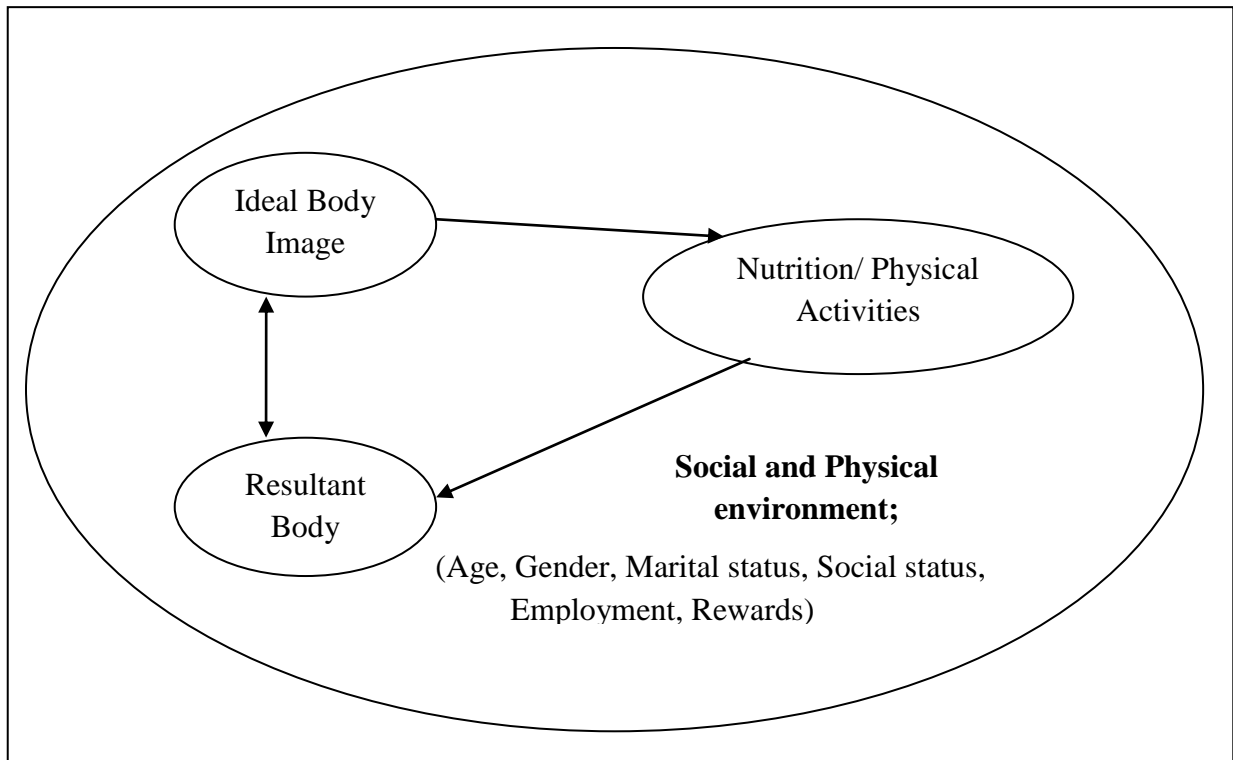 Ideal Body
Image
Nutrition/ Physical
Activities
Resultant
Body
Social and Physical
environment;
(Age, Gender, Marital status, Social status,
Employment, Rewards)